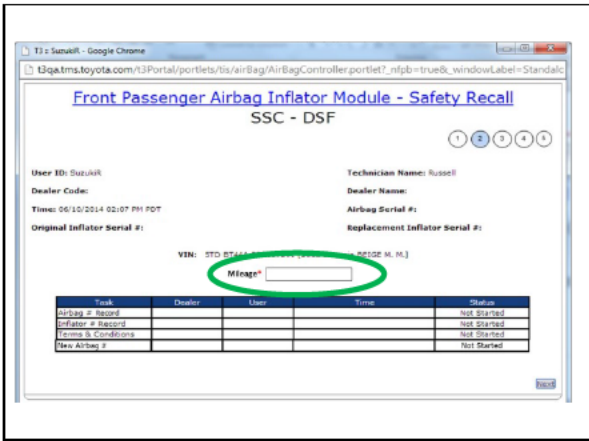 T3 : SuzukiR - Google Chrome
t3qa.tms.toyota.com/t3Portal/portlets/tis/airBag/AirBagController.portlet?_nfpb=true&_windowLabel=Standalc
Front Passenger Airbag Inflator Module - Safety Recall
SSC - DSF
1 2 3 4 5
User ID: SuzukiR Technician Name: Russell
Dealer Code: Dealer Name:
Time: 06/10/2014 02:07 PM PDT Airbag Serial #:
Original Inflator Serial #: Replacement Inflator Serial #:
VIN: BEIGE M. M.]
Mileage*
Task Dealer User Time Status
Airbag # Record Not Started
Inflator # Record Not Started
Terms & Conditions Not Started
New Airbag # Not Started
Next